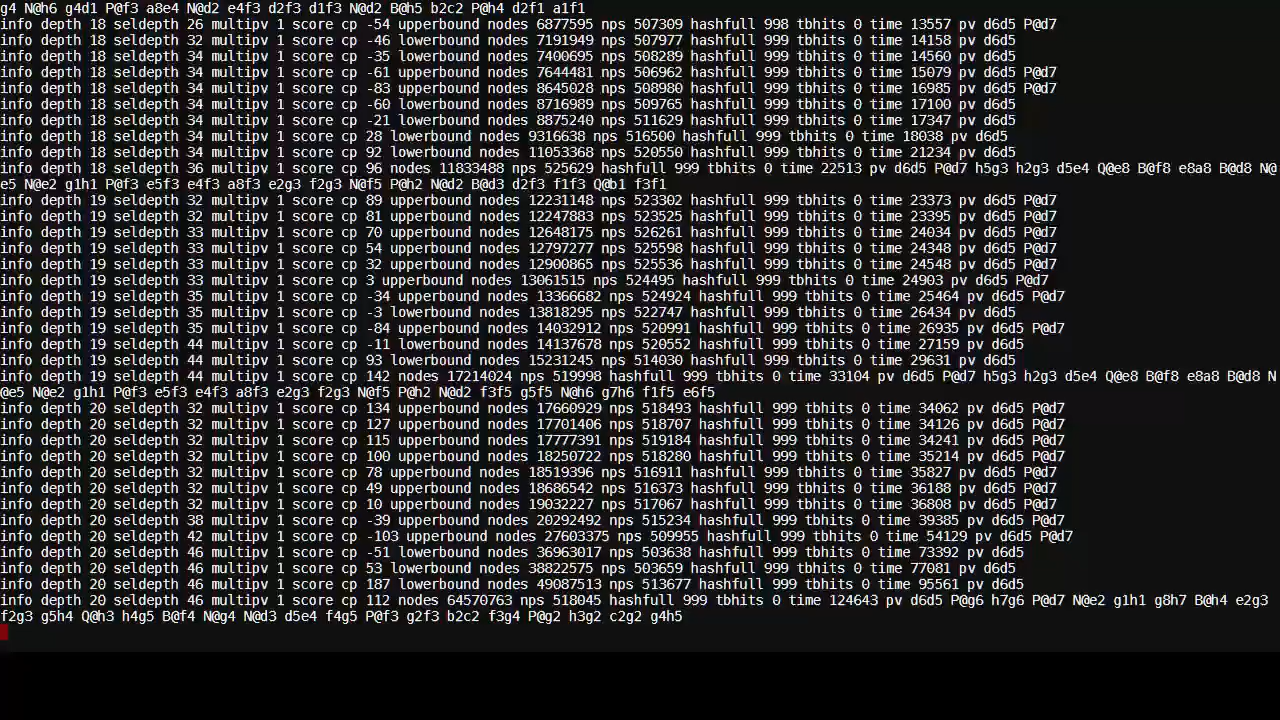 g4 N@h6 g4d1 P@f3 a8e4 N@d2 e4f3 d2f3 d1f3 N@d2 B@h5 b2c2 P@h4 d2f1 a1f1
info depth 18 seldepth 26 multipv 1 score cp -54 upperbound nodes 6877595 nps 507309 hashfull 998 tbhits 0 time 13557 pv d6d5 P@d7
info depth 18 seldepth 32 multipv 1 score cp -46 lowerbound nodes 7191949 nps 507977 hashfull 999 tbhits 0 time 14158 pv d6d5
info depth 18 seldepth 34 multipv 1 score cp -35 lowerbound nodes 7400695 nps 508289 hashfull 999 tbhits 0 time 14560 pv d6d5
info depth 18 seldepth 34 multipv 1 score cp -61 upperbound nodes 7644481 nps 506962 hashfull 999 tbhits 0 time 15079 pv d6d5 P@d7
info depth 18 seldepth 34 multipv 1 score cp -83 upperbound nodes 8645028 nps 508980 hashfull 999 tbhits 0 time 16985 pv d6d5 P@d7
info depth 18 seldepth 34 multipv 1 score cp -60 lowerbound nodes 8716989 nps 509765 hashfull 999 tbhits 0 time 17100 pv d6d5
info depth 18 seldepth 34 multipv 1 score cp -21 lowerbound nodes 8875240 nps 511629 hashfull 999 tbhits 0 time 17347 pv d6d5
info depth 18 seldepth 34 multipv 1 score cp 28 lowerbound nodes 9316638 nps 516500 hashfull 999 tbhits 0 time 18038 pv d6d5
info depth 18 seldepth 34 multipv 1 score cp 92 lowerbound nodes 11053368 nps 520550 hashfull 999 tbhits 0 time 21234 pv d6d5
info depth 18 seldepth 36 multipv 1 score cp 96 nodes 11833488 nps 525629 hashfull 999 tbhits 0 time 22513 pv d6d5 P@d7 h5g3 h2g3 d5e4 Q@e8 B@f8 e8a8 B@d8 N@
e5 N@e2 g1h1 P@f3 e5f3 e4f3 a8f3 e2g3 f2g3 N@f5 P@h2 N@d2 B@d3 d2f3 f1f3 Q@b1 f3f1
info depth 19 seldepth 32 multipv 1 score cp 89 upperbound nodes 12231148 nps 523302 hashfull 999 tbhits 0 time 23373 pv d6d5 P@d7
info depth 19 seldepth 32 multipv 1 score cp 81 upperbound nodes 12247883 nps 523525 hashfull 999 tbhits 0 time 23395 pv d6d5 P@d7
info depth 19 seldepth 33 multipv 1 score cp 70 upperbound nodes 12648175 nps 526261 hashfull 999 tbhits 0 time 24034 pv d6d5 P@d7
info depth 19 seldepth 33 multipv 1 score cp 54 upperbound nodes 12797277 nps 525598 hashfull 999 tbhits 0 time 24348 pv d6d5 P@d7
info depth 19 seldepth 33 multipv 1 score cp 32 upperbound nodes 12900865 nps 525536 hashfull 999 tbhits 0 time 24548 pv d6d5 P@d7
info depth 19 seldepth 33 multipv 1 score cp 3 upperbound nodes 13061515 nps 524495 hashfull 999 tbhits 0 time 24903 pv d6d5 P@d7
info depth 19 seldepth 35 multipv 1 score cp -34 upperbound nodes 13366682 nps 524924 hashfull 999 tbhits 0 time 25464 pv d6d5 P@d7
info depth 19 seldepth 35 multipv 1 score cp -3 lowerbound nodes 13818295 nps 522747 hashfull 999 tbhits 0 time 26434 pv d6d5
info depth 19 seldepth 35 multipv 1 score cp -84 upperbound nodes 14032912 nps 520991 hashfull 999 tbhits 0 time 26935 pv d6d5 P@d7
info depth 19 seldepth 44 multipv 1 score cp -11 lowerbound nodes 14137678 nps 520552 hashfull 999 tbhits 0 time 27159 pv d6d5
info depth 19 seldepth 44 multipv 1 score cp 93 lowerbound nodes 15231245 nps 514030 hashfull 999 tbhits 0 time 29631 pv d6d5
info depth 19 seldepth 44 multipv 1 score cp 142 nodes 17214024 nps 519998 hashfull 999 tbhits 0 time 33104 pv d6d5 P@d7 h5g3 h2g3 d5e4 Q@e8 B@f8 e8a8 B@d8 N
@e5 N@e2 g1h1 P@f3 e5f3 e4f3 a8f3 e2g3 f2g3 N@f5 P@h2 N@d2 f3f5 g5f5 N@h6 g7h6 f1f5 e6f5
info depth 20 seldepth 32 multipv 1 score cp 134 upperbound nodes 17660929 nps 518493 hashfull 999 tbhits 0 time 34062 pv d6d5 P@d7
info depth 20 seldepth 32 multipv 1 score cp 127 upperbound nodes 17701406 nps 518707 hashfull 999 tbhits 0 time 34126 pv d6d5 P@d7
info depth 20 seldepth 32 multipv 1 score cp 115 upperbound nodes 17777391 nps 519184 hashfull 999 tbhits 0 time 34241 pv d6d5 P@d7
info depth 20 seldepth 32 multipv 1 score cp 100 upperbound nodes 18250722 nps 518280 hashfull 999 tbhits 0 time 35214 pv d6d5 P@d7
info depth 20 seldepth 32 multipv 1 score cp 78 upperbound nodes 18519396 nps 516911 hashfull 999 tbhits 0 time 35827 pv d6d5 P@d7
info depth 20 seldepth 32 multipv 1 score cp 49 upperbound nodes 18686542 nps 516373 hashfull 999 tbhits 0 time 36188 pv d6d5 P@d7
info depth 20 seldepth 32 multipv 1 score cp 10 upperbound nodes 19032227 nps 517067 hashfull 999 tbhits 0 time 36808 pv d6d5 P@d7
info depth 20 seldepth 38 multipv 1 score cp -39 upperbound nodes 20292492 nps 515234 hashfull 999 tbhits 0 time 39385 pv d6d5 P@d7
info depth 20 seldepth 42 multipv 1 score cp -103 upperbound nodes 27603375 nps 509955 hashfull 999 tbhits 0 time 54129 pv d6d5 P@d7
info depth 20 seldepth 46 multipv 1 score cp -51 lowerbound nodes 36963017 nps 503638 hashfull 999 tbhits 0 time 73392 pv d6d5
info depth 20 seldepth 46 multipv 1 score cp 53 lowerbound nodes 38822575 nps 503659 hashfull 999 tbhits 0 time 77081 pv d6d5
info depth 20 seldepth 46 multipv 1 score cp 187 lowerbound nodes 49087513 nps 513677 hashfull 999 tbhits 0 time 95561 pv d6d5
info depth 20 seldepth 46 multipv 1 score cp 112 nodes 64570763 nps 518045 hashfull 999 tbhits 0 time 124643 pv d6d5 P@g6 h7g6 P@d7 N@e2 g1h1 g8h7 B@h4 e2g3
f2g3 g5h4 Q@h3 h4g5 B@f4 N@g4 N@d3 d5e4 f4g5 P@f3 g2f3 b2c2 f3g4 P@g2 h3g2 c2g2 g4h5